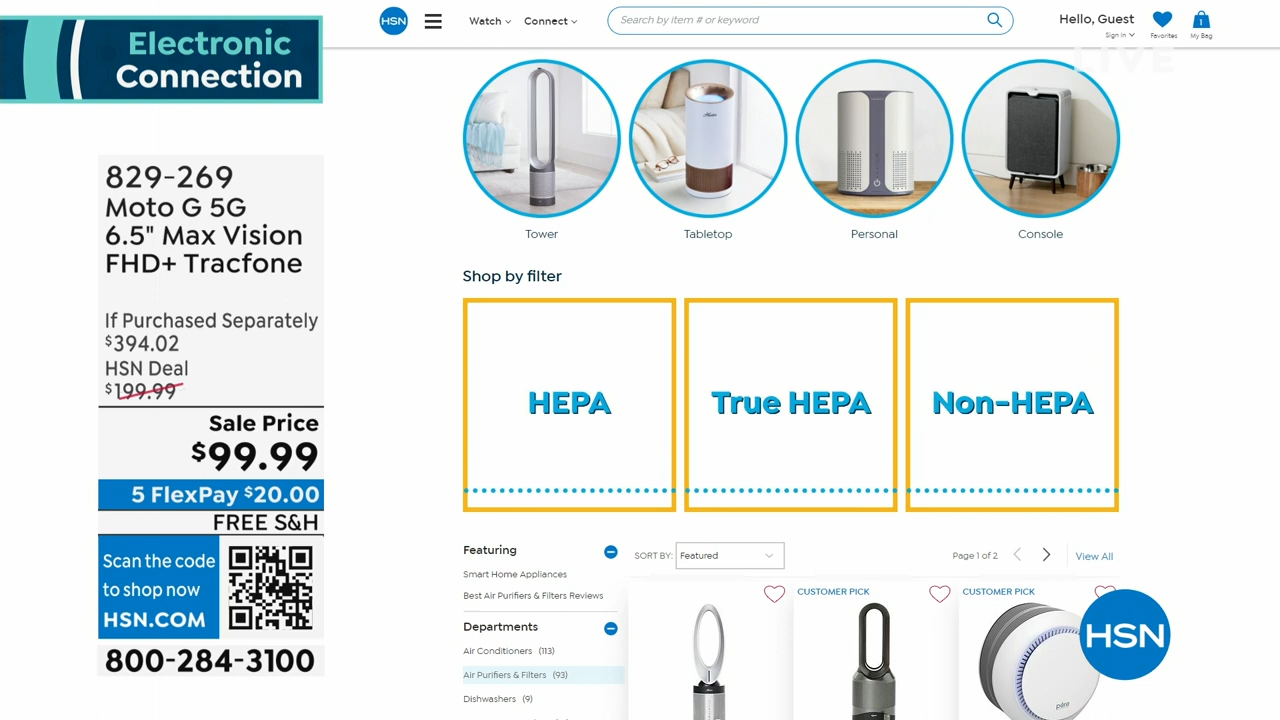 Electronic
Connection
829-269
Moto G 5G
6.5" Max Vision
FHD+ Tracfone
If Purchased Separately
$394.02
HSN Deal
$199.99
Sale Price
$99.99
5 FlexPay $20.00
FREE S&H
Scan the code
to shop now
HSN.COM
800-284-3100
HSN
Watch
Connect
Search by item # or keyword
Hello, Guest
Sign In
Favorites
1
My Bag
LIVE
Tower
Tabletop
Personal
Console
Shop by filter
HEPA
True HEPA
Non-HEPA
Featuring
Smart Home Appliances
Best Air Purifiers & Filters Reviews
Departments
Air Conditioners (113)
Air Purifiers & Filters (93)
Dishwashers (9)
SORT BY: Featured
Page 1 of 2
View All
CUSTOMER PICK
CUSTOMER PICK
pure
HSN